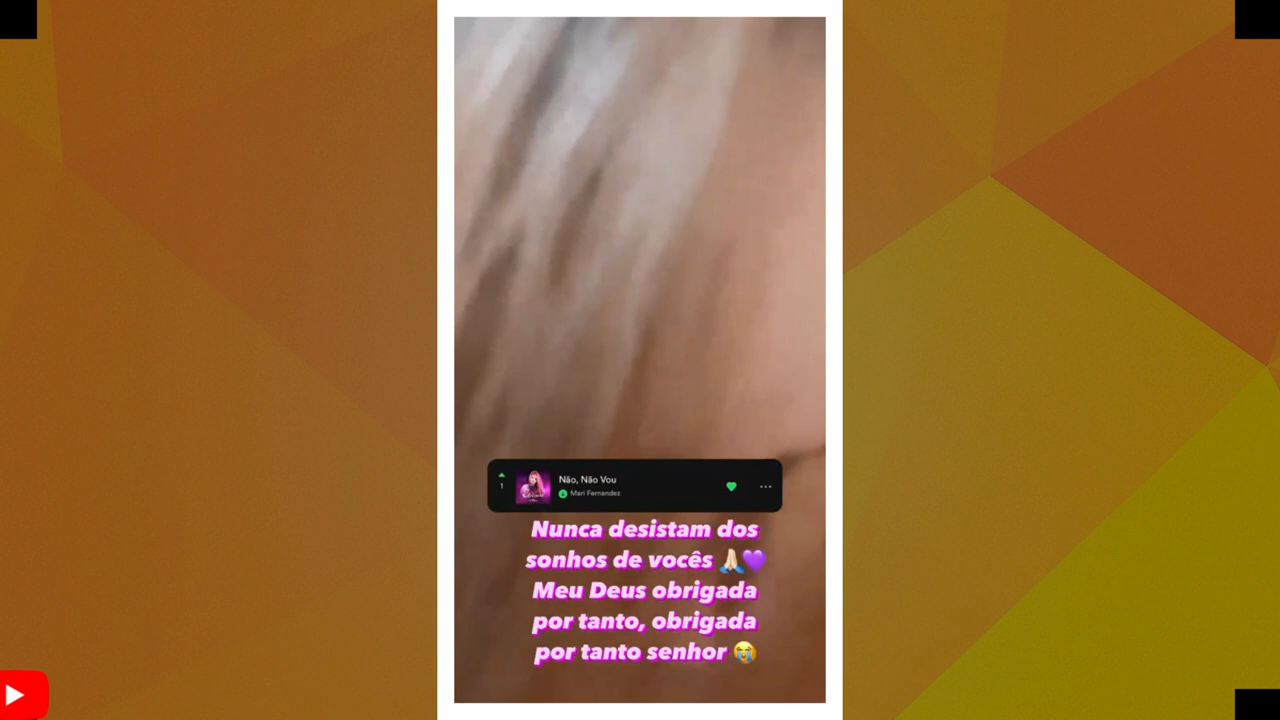 1
Não, Não Vou
Mari Fernandez
Nunca desistam dos
sonhos de vocês 🙏🏻💜
Meu Deus obrigada
por tanto, obrigada
por tanto senhor 😭